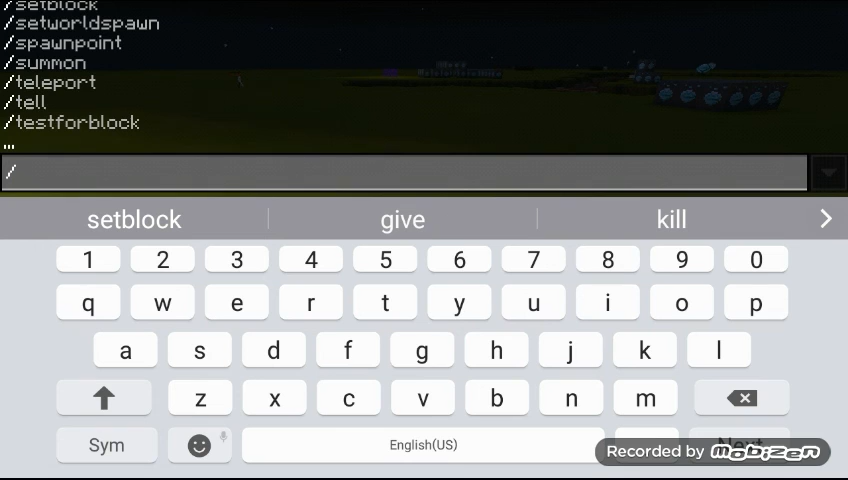 /setblock
/setworldspawn
/spawnpoint
/summon
/teleport
/tell
/testforblock
...
/
setblock give kill
1 2 3 4 5 6 7 8 9 0
q w e r t y u i o p
a s d f g h j k l
z x c v b n m
Sym English(US) Next
Recorded by mobizen